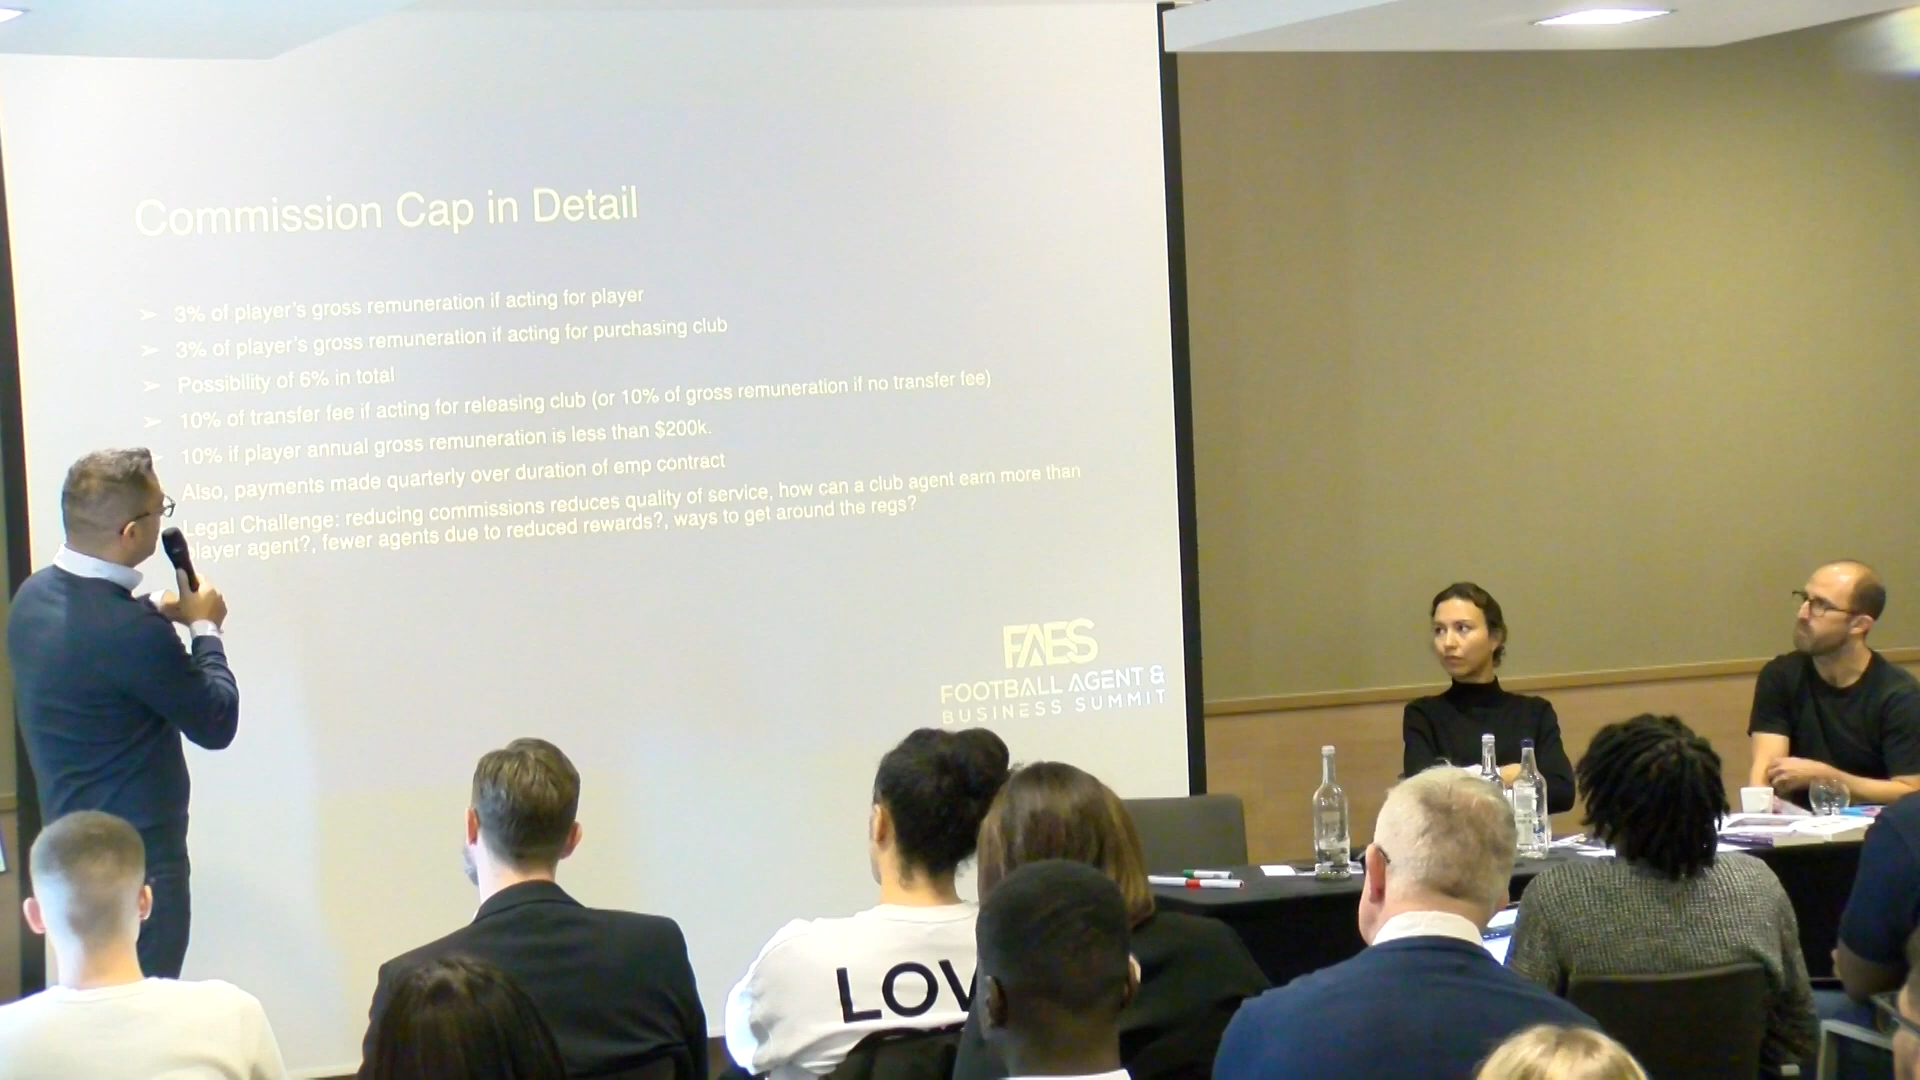 Commission Cap in Detail
➢ 3% of player's gross remuneration if acting for player
➢ 3% of player's gross remuneration if acting for purchasing club
➢ Possibility of 6% in total
➢ 10% of transfer fee if acting for releasing club (or 10% of gross remuneration if no transfer fee)
➢ 10% if player annual gross remuneration is less than $200k.
Also, payments made quarterly over duration of emp contract
Legal Challenge: reducing commissions reduces quality of service, how can a club agent earn more than
player agent?, fewer agents due to reduced rewards?, ways to get around the regs?
FAES
FOOTBALL AGENT &
BUSINESS SUMMIT
LOV